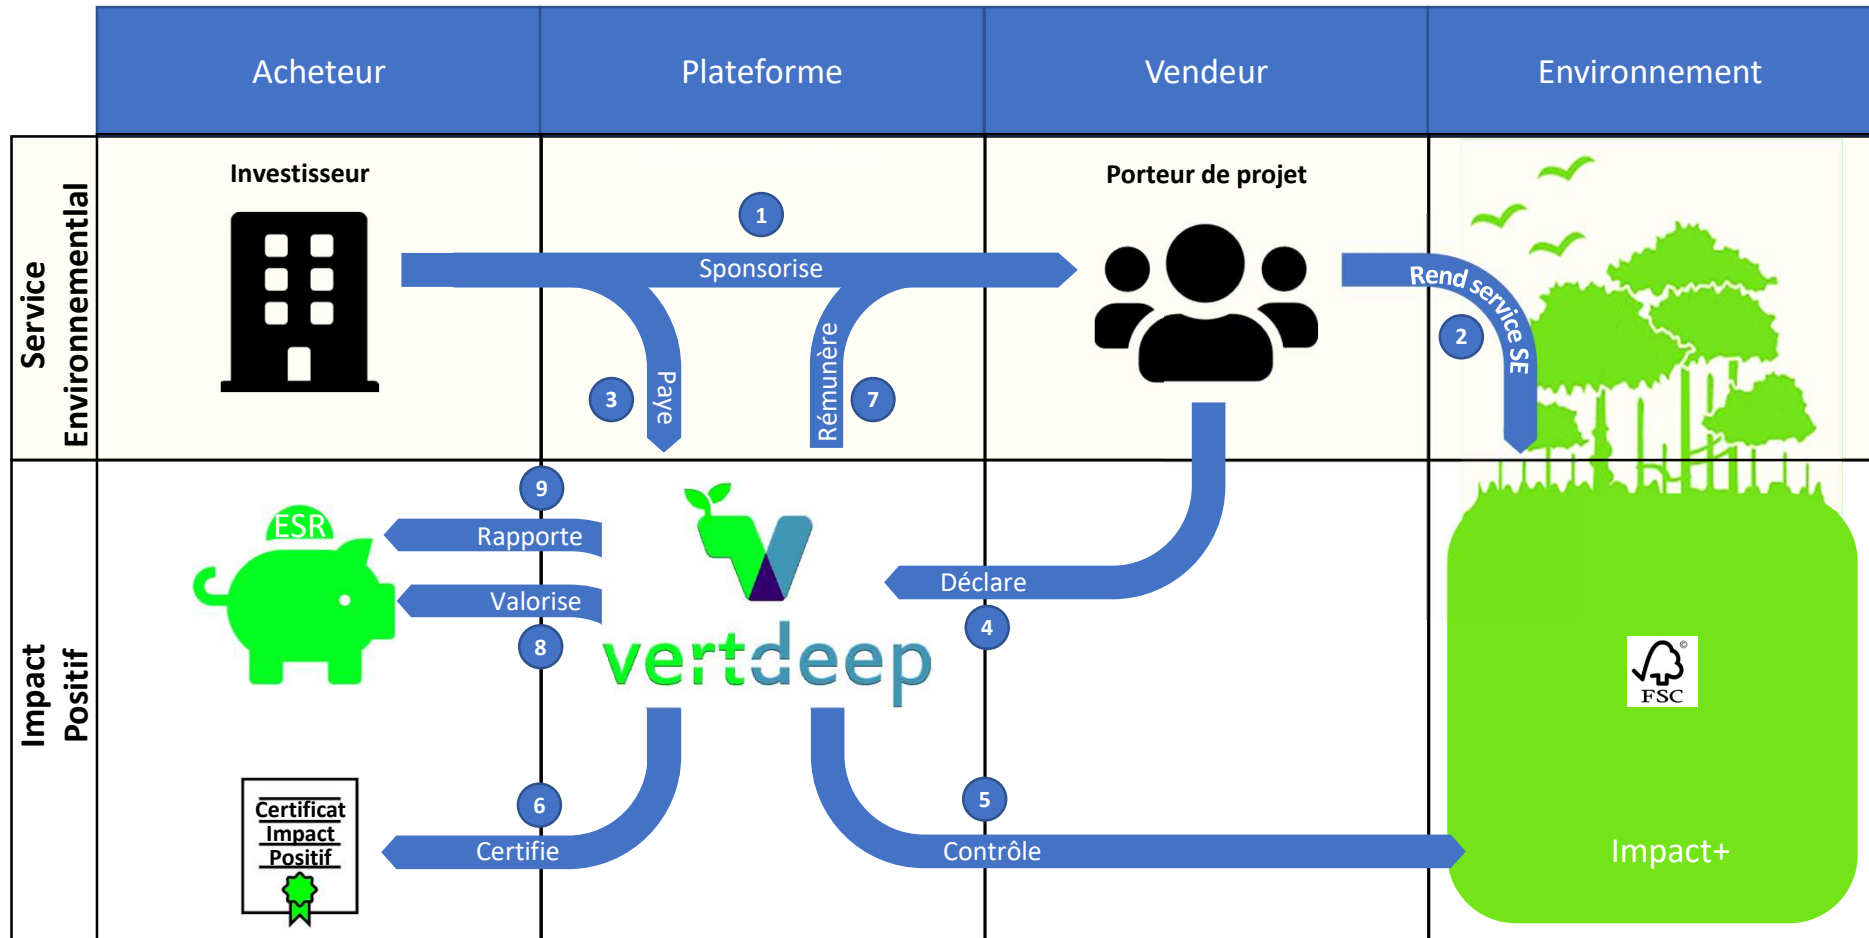 Acheteur
Plateforme
Vendeur
Environnement
Service
Environnementlal
Investisseur
Porteur de projet
1
Sponsorise
Rend service SE
2
3
Paye
Rémunère
7
Impact
Positif
9
ESR
Rapporte
Valorise
8
vertdeep
Déclare
4
FSC
©
6
Certificat
Impact
Positif
Certifie
5
Contrôle
Impact+